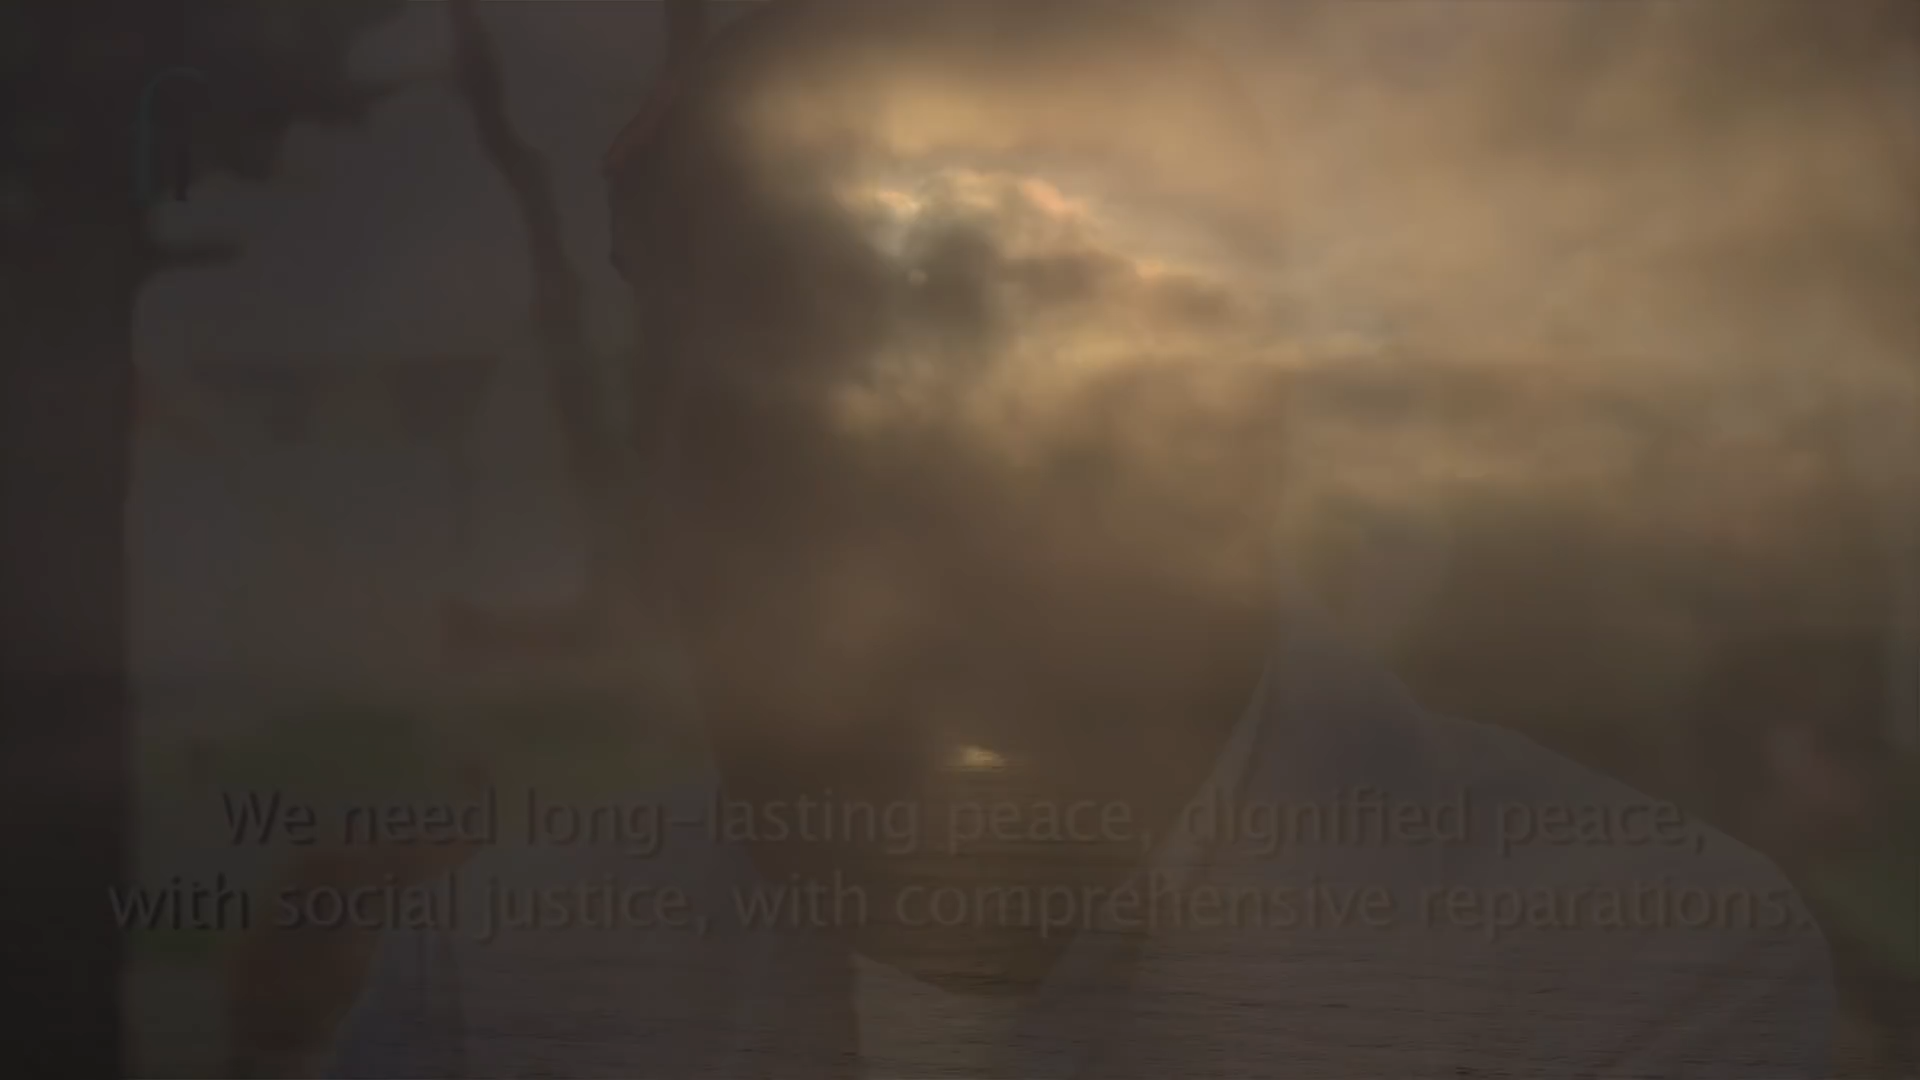 We need long-lasting peace, dignified peace,
with social justice, with comprehensive reparations.